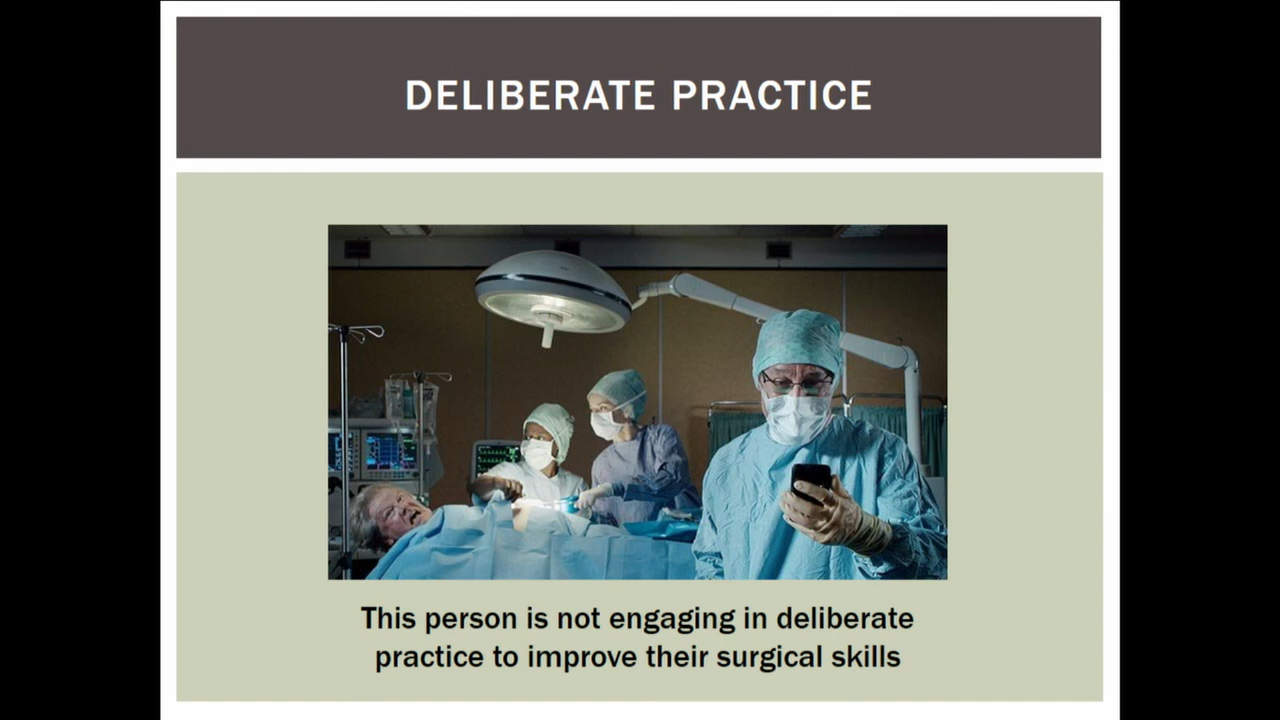 DELIBERATE PRACTICE
This person is not engaging in deliberate
practice to improve their surgical skills